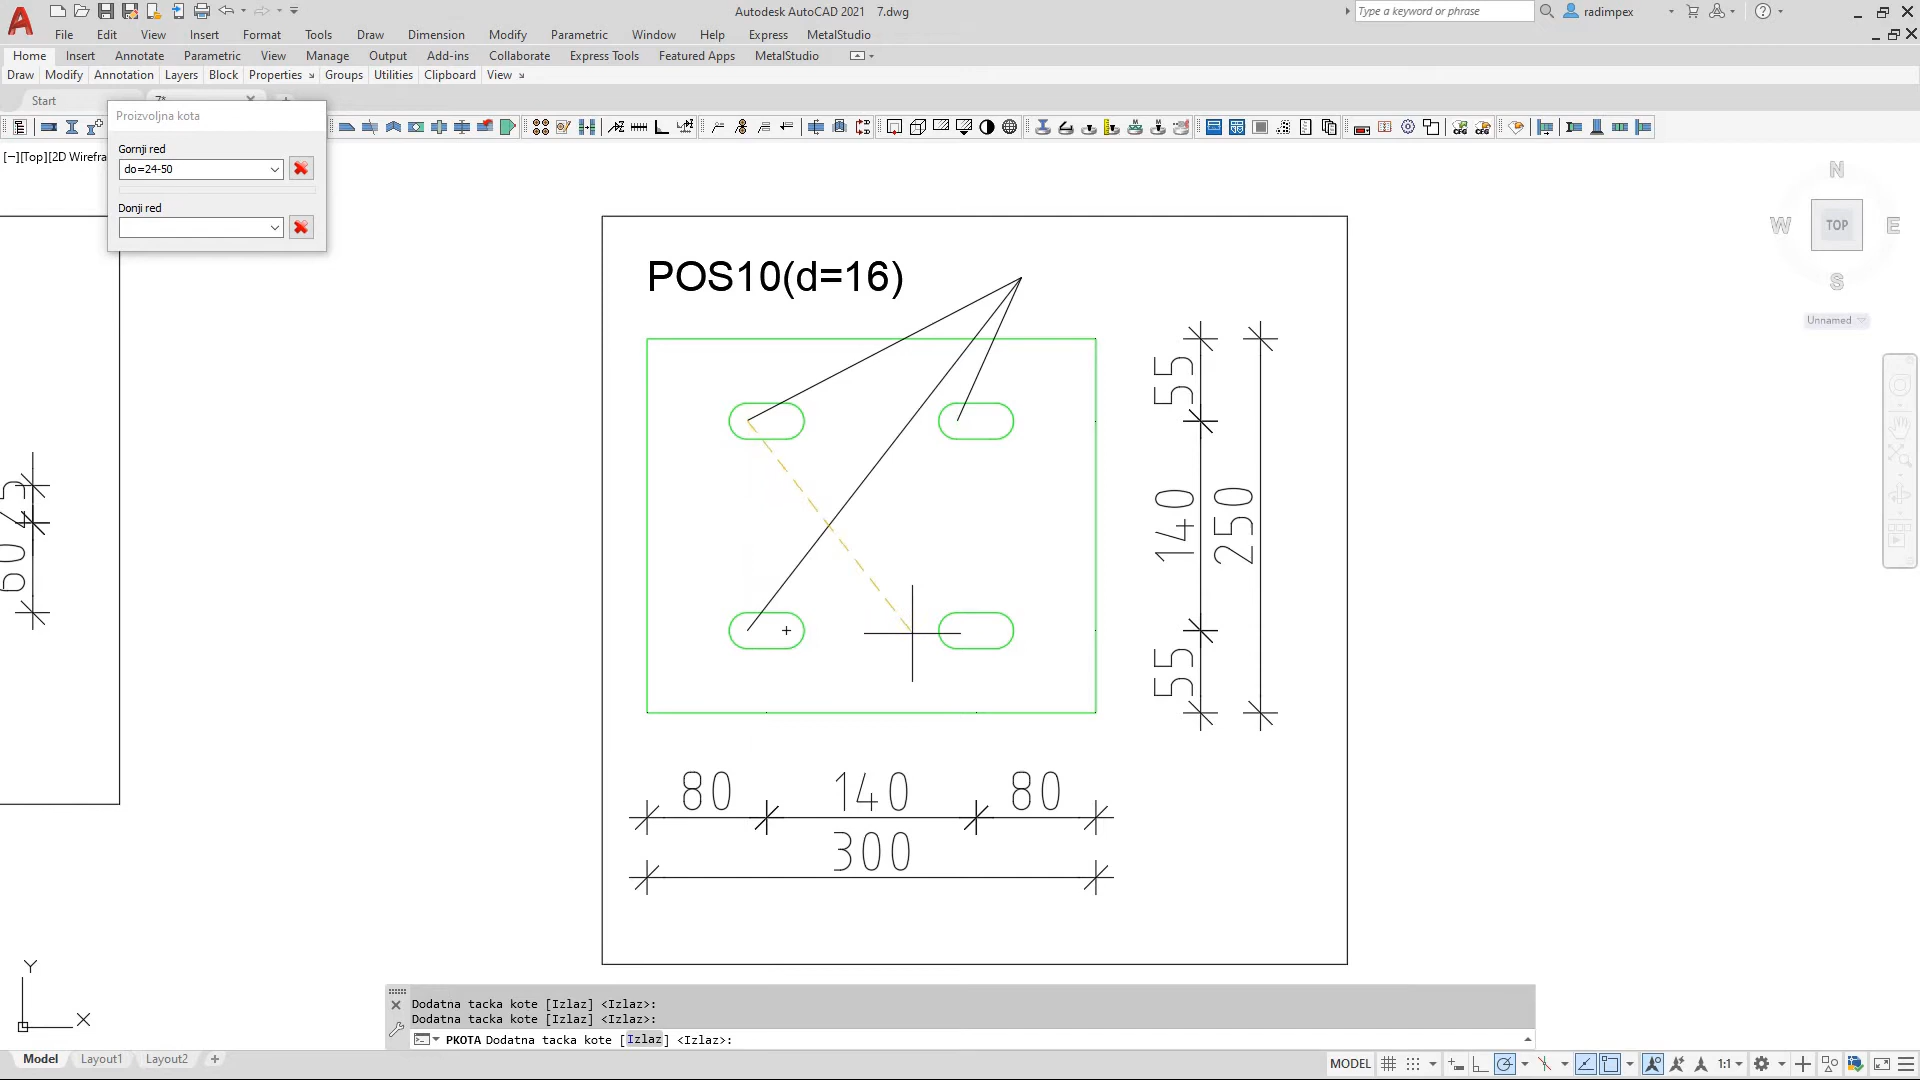 Autodesk AutoCAD 2021 7.dwg
Type a keyword or phrase
radimpex
File Edit View Insert Format Tools Draw Dimension Modify Parametric Window Help Express MetalStudio
Home Insert Annotate Parametric View Manage Output Add-ins Collaborate Express Tools Featured Apps MetalStudio
Draw Modify Annotation Layers Block Properties Groups Utilities Clipboard View
Start 7*
Proizvoljna kota
[−][Top][2D Wirefra
Gornji red
do=24-50
Donji red
N
W TOP E
S
Unnamed
POS10(d=16)
55
140
250
55
45
60
80 140 80
300
Y
X
Dodatna tacka kote [Izlaz] <Izlaz>:
Dodatna tacka kote [Izlaz] <Izlaz>:
PKOTA Dodatna tacka kote [Izlaz] <Izlaz>:
Model Layout1 Layout2 +
MODEL 1:1